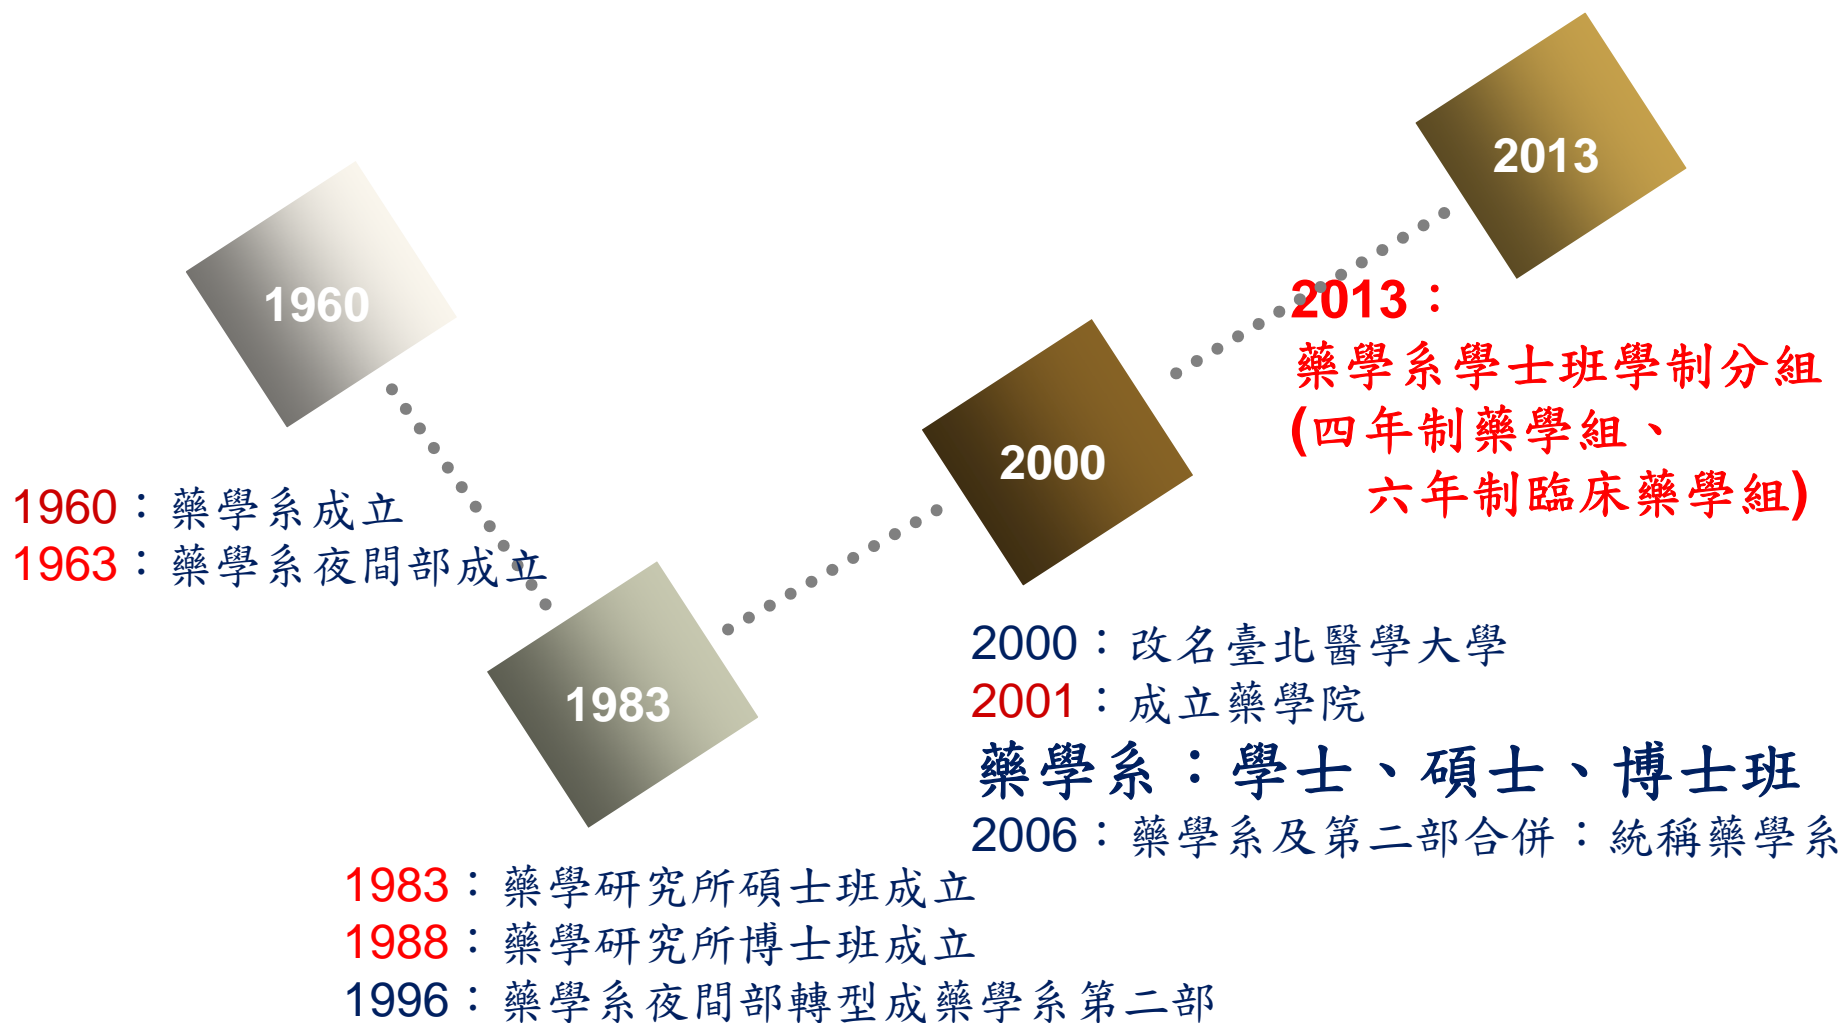 1960
1960：藥學系成立
1963：藥學系夜間部成立
1983
1983：藥學研究所碩士班成立
1988：藥學研究所博士班成立
1996：藥學系夜間部轉型成藥學系第二部
2000
2000：改名臺北醫學大學
2001：成立藥學院
藥學系：學士、碩士、博士班
2006：藥學系及第二部合併：統稱藥學系
2013
2013：
藥學系學士班學制分組
(四年制藥學組、
六年制臨床藥學組)